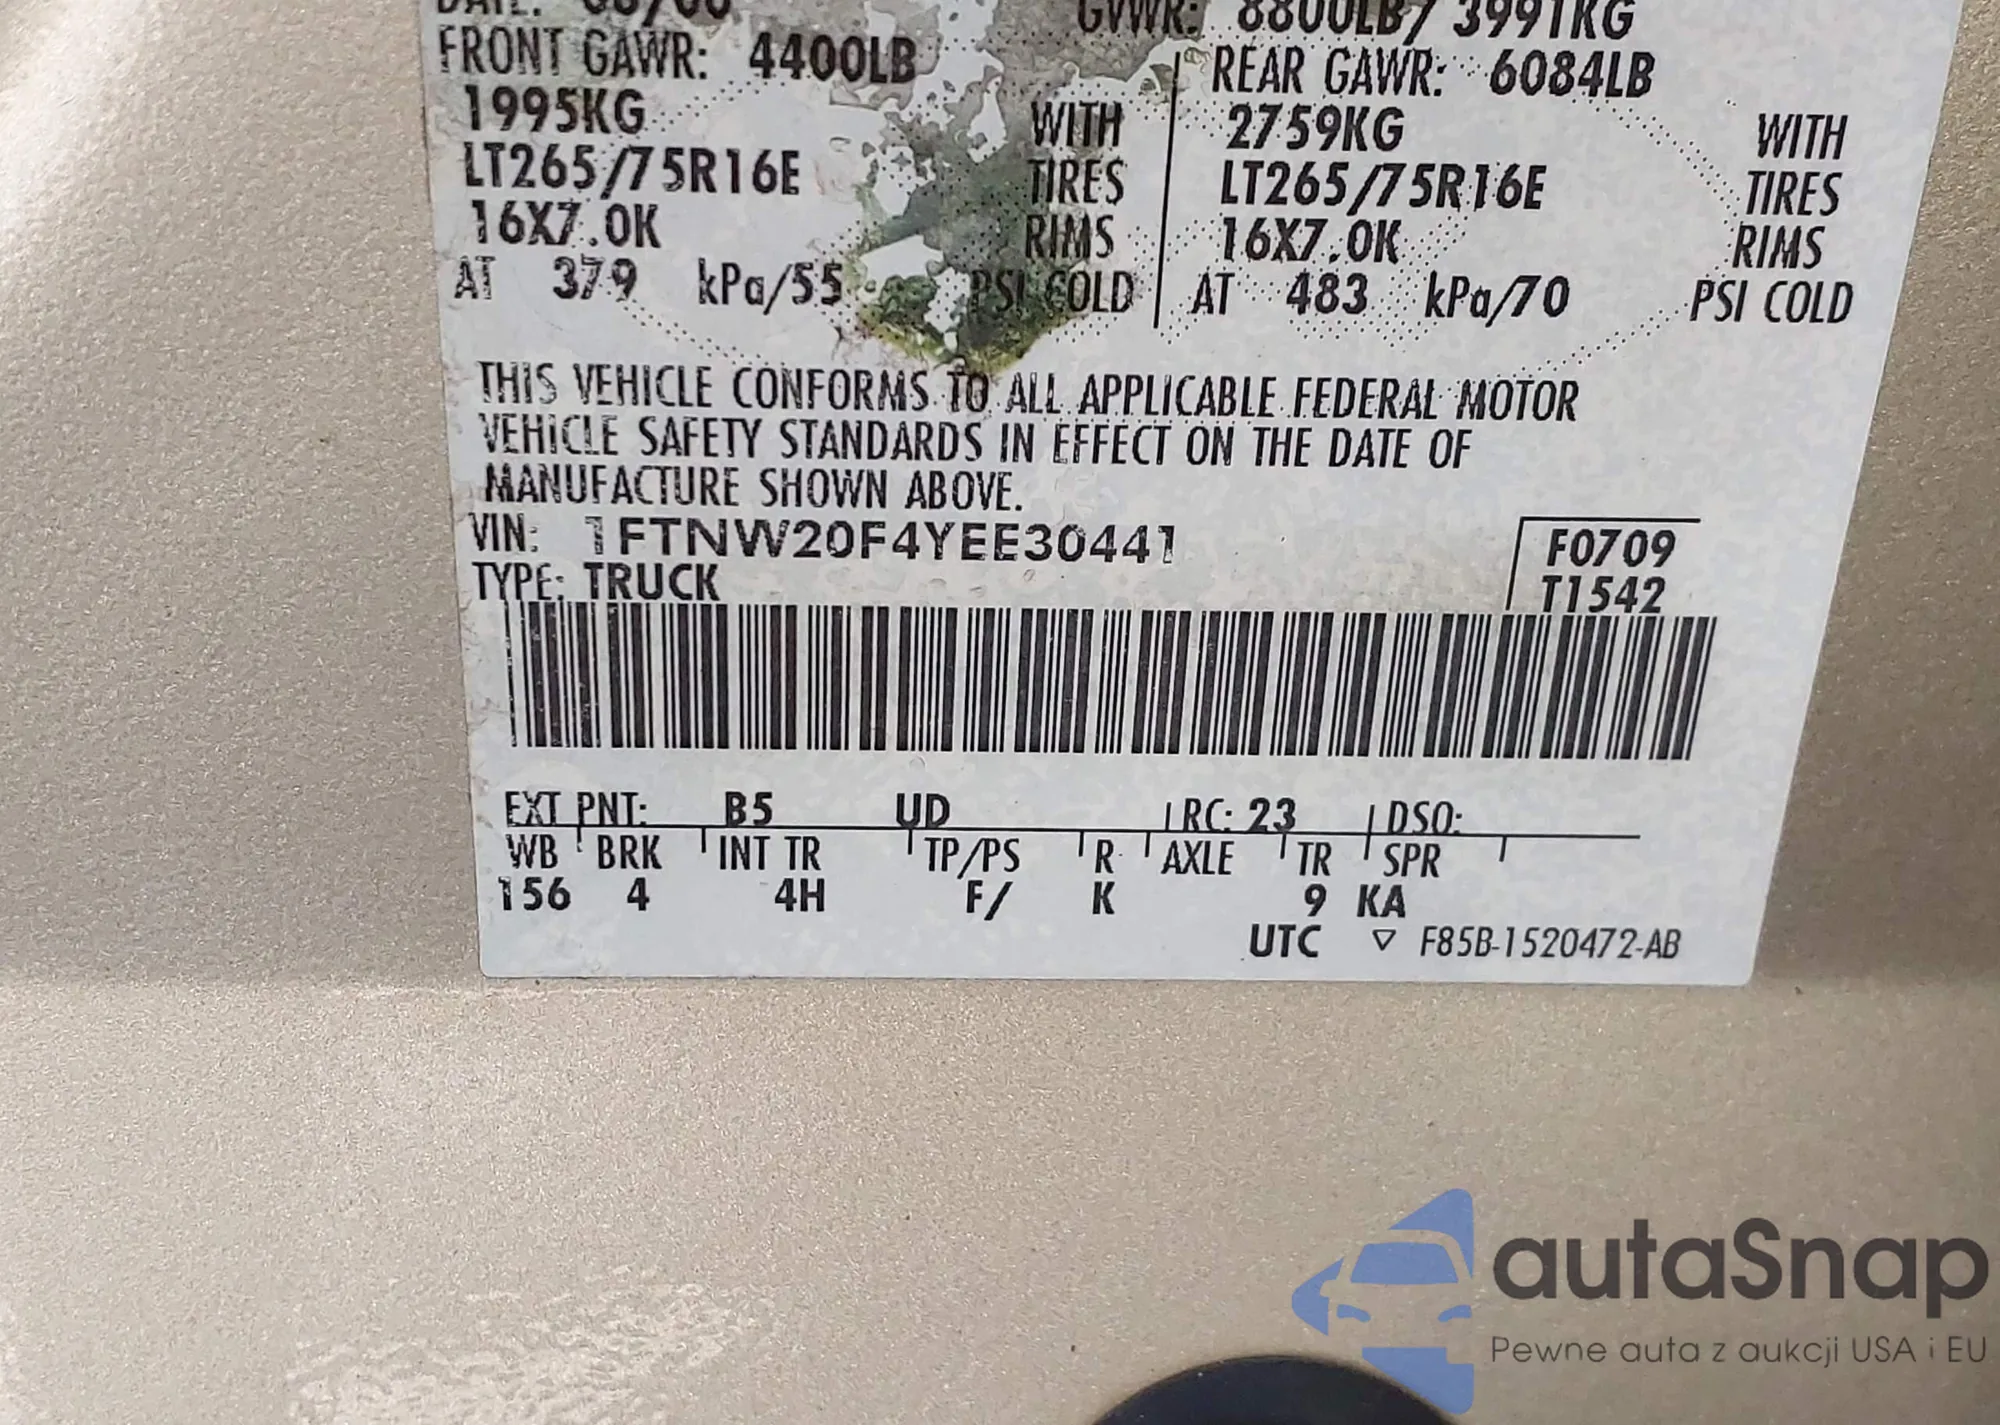 DATE: GVWR: 8800LB/ 3991KG
FRONT GAWR: 4400LB REAR GAWR: 6084LB
1995KG WITH 2759KG WITH
LT265/75R16E TIRES LT265/75R16E TIRES
16X7.0K RIMS 16X7.0K RIMS
AT 379 kPa/55 PSI COLD AT 483 kPa/70 PSI COLD
THIS VEHICLE CONFORMS TO ALL APPLICABLE FEDERAL MOTOR
VEHICLE SAFETY STANDARDS IN EFFECT ON THE DATE OF
MANUFACTURE SHOWN ABOVE.
VIN: 1FTNW20F4YEE30441 F0709
TYPE: TRUCK T1542
EXT PNT: B5 UD RC: 23 DSO:
WB BRK INT TR TP/PS R AXLE TR SPR
156 4 4H F/ K 9 KA
UTC ▽ F85B-1520472-AB
autaSnap
Pewne auta z aukcji USA i EU